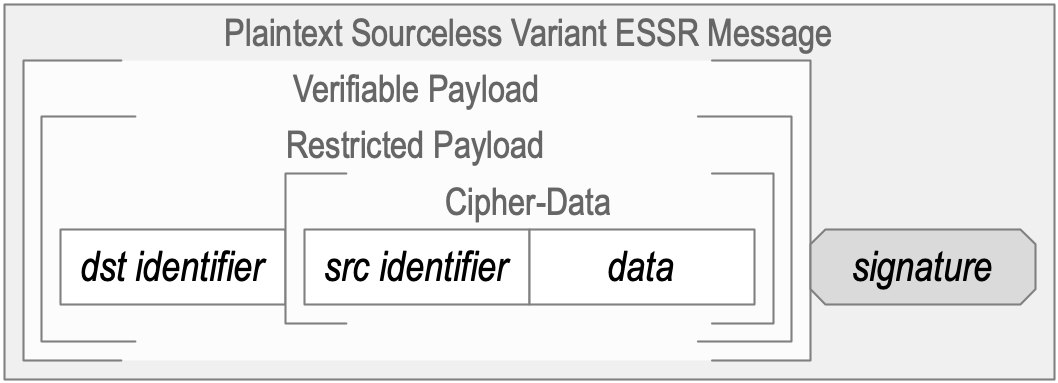 Plaintext Sourceless Variant ESSR Message
Verifiable Payload
Restricted Payload
Cipher-Data
dst identifier src identifier data signature